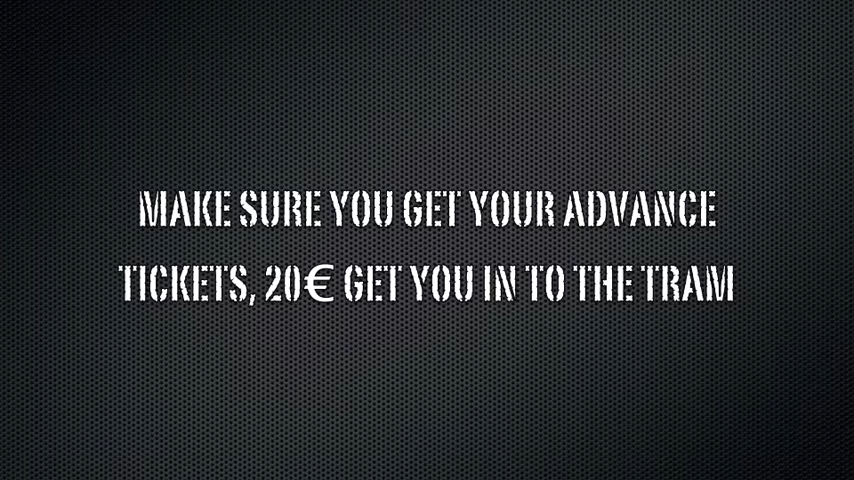 MAKE SURE YOU GET YOUR ADVANCE
TICKETS, 20€ GET YOU IN TO THE TRAM